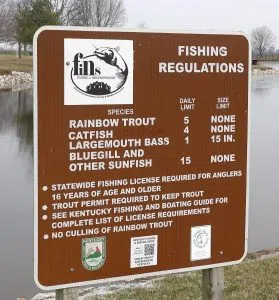 fins
FISHING IN NEIGHBORHOODS
FISHING
REGULATIONS
SPECIES DAILY LIMIT SIZE LIMIT
RAINBOW TROUT 5 NONE
CATFISH 4 NONE
LARGEMOUTH BASS 1 15 IN.
BLUEGILL AND
OTHER SUNFISH 15 NONE
• STATEWIDE FISHING LICENSE REQUIRED FOR ANGLERS
16 YEARS OF AGE AND OLDER
• TROUT PERMIT REQUIRED TO KEEP TROUT
• SEE KENTUCKY FISHING AND BOATING GUIDE FOR
COMPLETE LIST OF LICENSE REQUIREMENTS
• NO CULLING OF RAINBOW TROUT